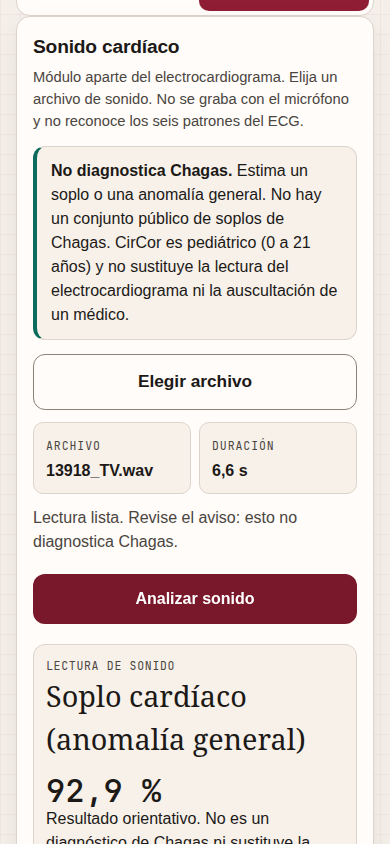 Sonido cardíaco
Módulo aparte del electrocardiograma. Elija un
archivo de sonido. No se graba con el micrófono
y no reconoce los seis patrones del ECG.
No diagnostica Chagas. Estima un
soplo o una anomalía general. No hay
un conjunto público de soplos de
Chagas. CirCor es pediátrico (0 a 21
años) y no sustituye la lectura del
electrocardiograma ni la auscultación de
un médico.
Elegir archivo
ARCHIVO
13918_TV.wav
DURACIÓN
6,6 s
Lectura lista. Revise el aviso: esto no
diagnostica Chagas.
Analizar sonido
LECTURA DE SONIDO
Soplo cardíaco
(anomalía general)
92,9 %
Resultado orientativo. No es un
diagnóstico de Chagas ni sustituye la